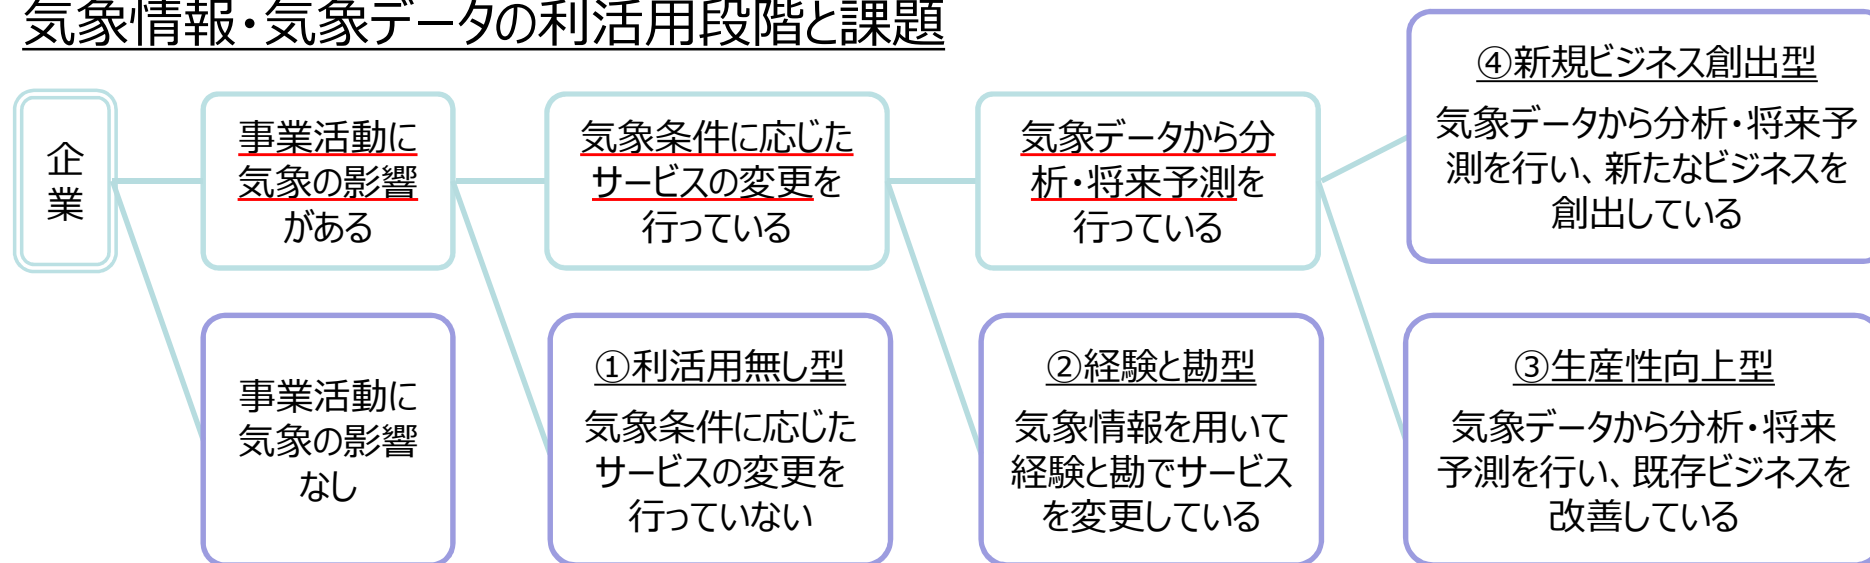 気象情報・気象データの利活用段階と課題
企
業
事業活動に
気象の影響
がある
気象条件に応じた
サービスの変更を
行っている
気象データから分
析・将来予測を
行っている
④新規ビジネス創出型
気象データから分析・将来予
測を行い、新たなビジネスを
創出している
事業活動に
気象の影響
なし
①利活用無し型
気象条件に応じた
サービスの変更を
行っていない
②経験と勘型
気象情報を用いて
経験と勘でサービス
を変更している
③生産性向上型
気象データから分析・将来
予測を行い、既存ビジネスを
改善している